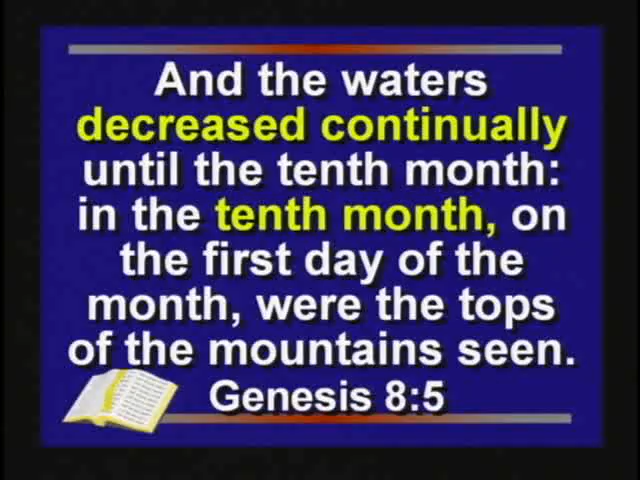 And the waters
decreased continually
until the tenth month:
in the tenth month, on
the first day of the
month, were the tops
of the mountains seen.
Genesis 8:5